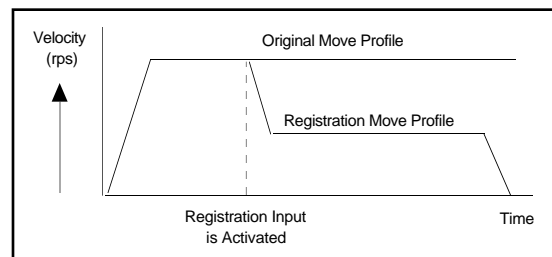 Velocity
(rps)
Original Move Profile
Registration Move Profile
Registration Input
is Activated
Time